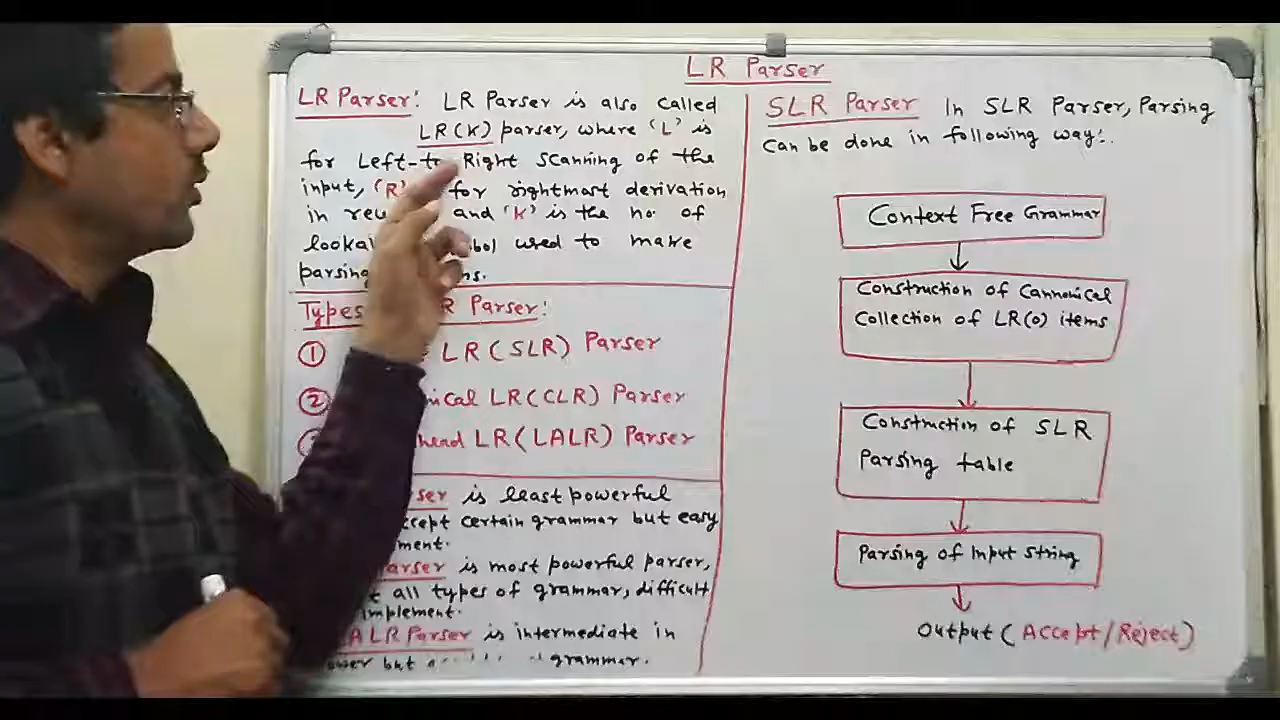 LR Parser
LR Parser: LR Parser is also called
LR(K) parser, where 'L' is
for Left-to Right scanning of the
input, 'R' for rightmost derivation
in and 'K' is the no. of
used to make
parsing
Types LR Parser:
① LR (SLR) Parser
② LR (CLR) Parser
LR (LALR) Parser
is least powerful
certain grammar but easy
is most powerful parser,
all types of grammar, difficult
implement.
LALR Parser is intermediate in
but grammar.
SLR Parser In SLR Parser, Parsing
can be done in following way:.
Context Free Grammar
Construction of Cannonical
Collection of LR(0) items
Construction of SLR
Parsing table
Parsing of Input String
Output (Accept/Reject)